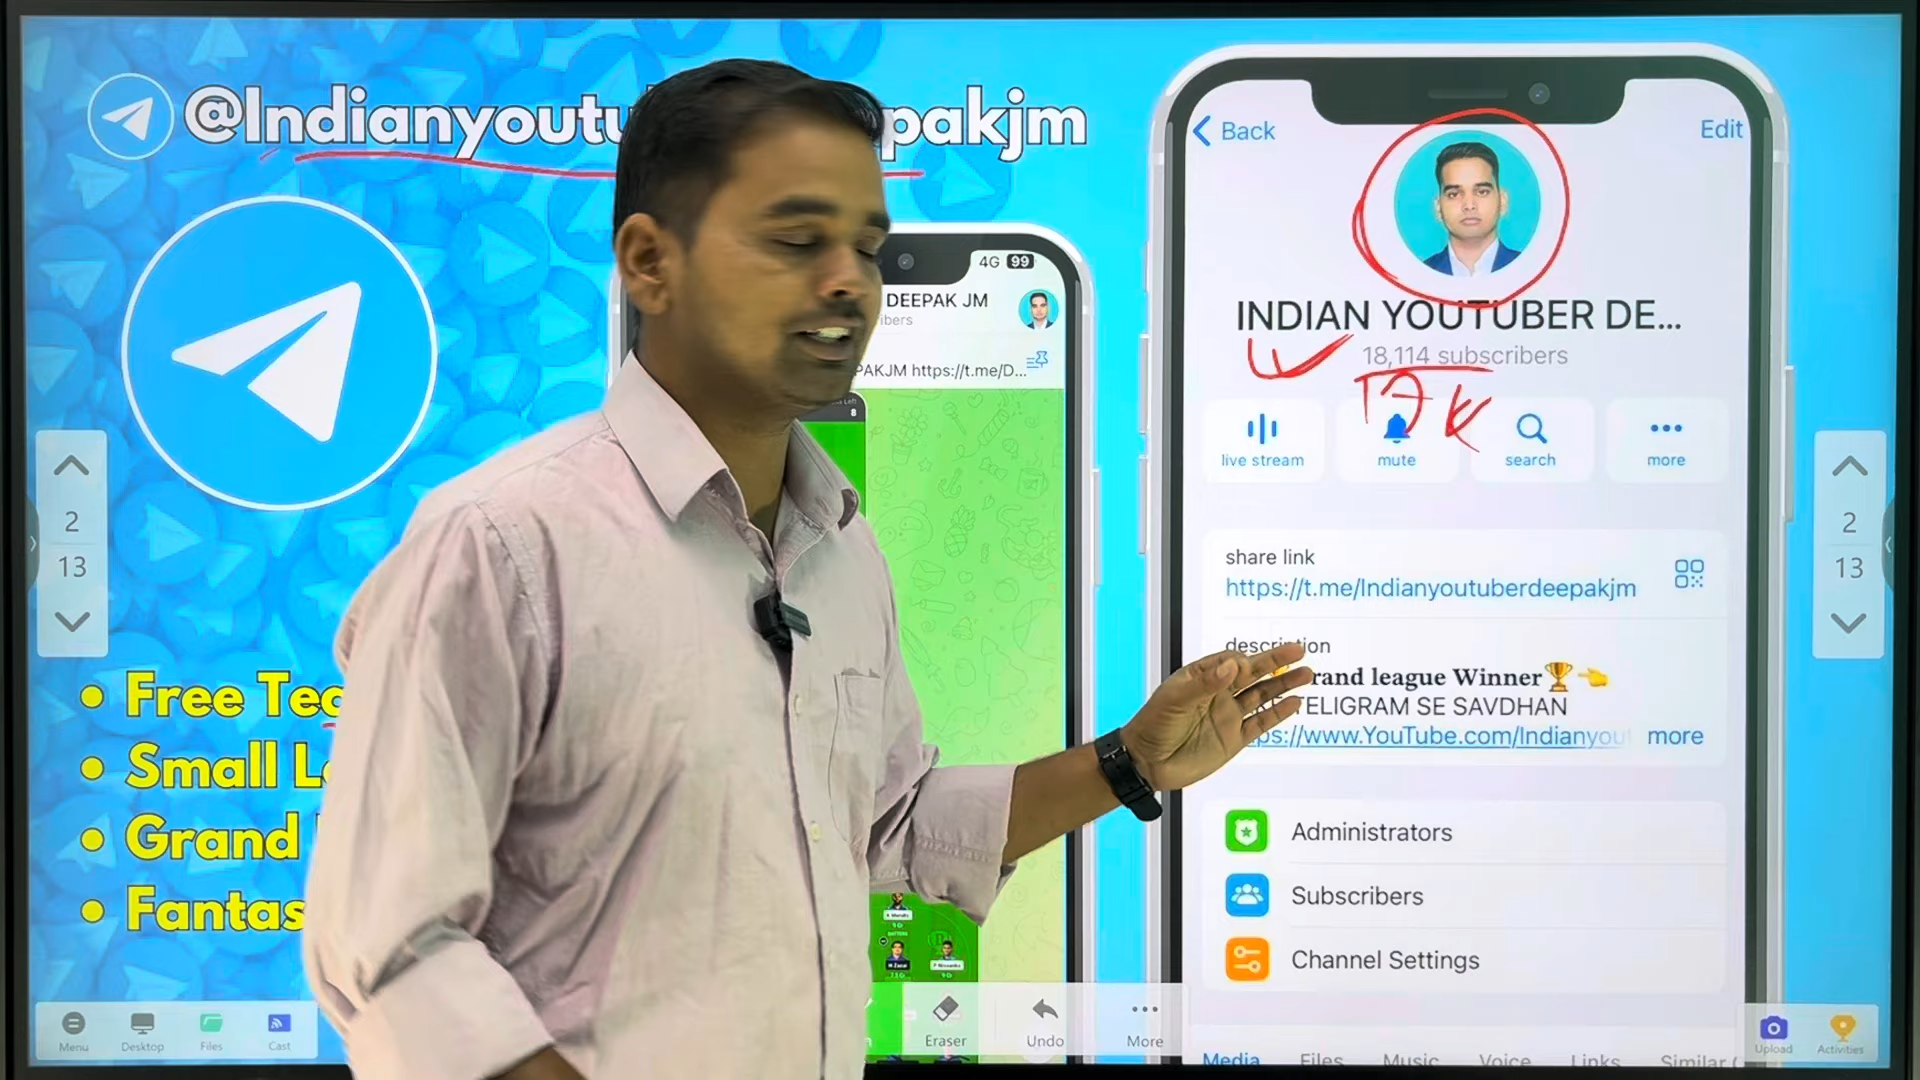 @Indianyoutu pakjm
4G 99
DEEPAK JM
ibers
PAKJM https://t.me/D...
8
2
13
Free Te
Small L
Grand
Fantas
Menu
Desktop
Files
Cast
Eraser
Undo
More
Back
Edit
INDIAN YOUTUBER DE...
18,114 subscribers
live stream
mute
search
more
share link
https://t.me/Indianyoutuberdeepakjm
description
rand league Winner🏆👈
TELIGRAM SE SAVDHAN
ps://www.YouTube.com/Indianyou more
Administrators
Subscribers
Channel Settings
Media Files Music Voice Links Similar
2
13
Upload
Activities